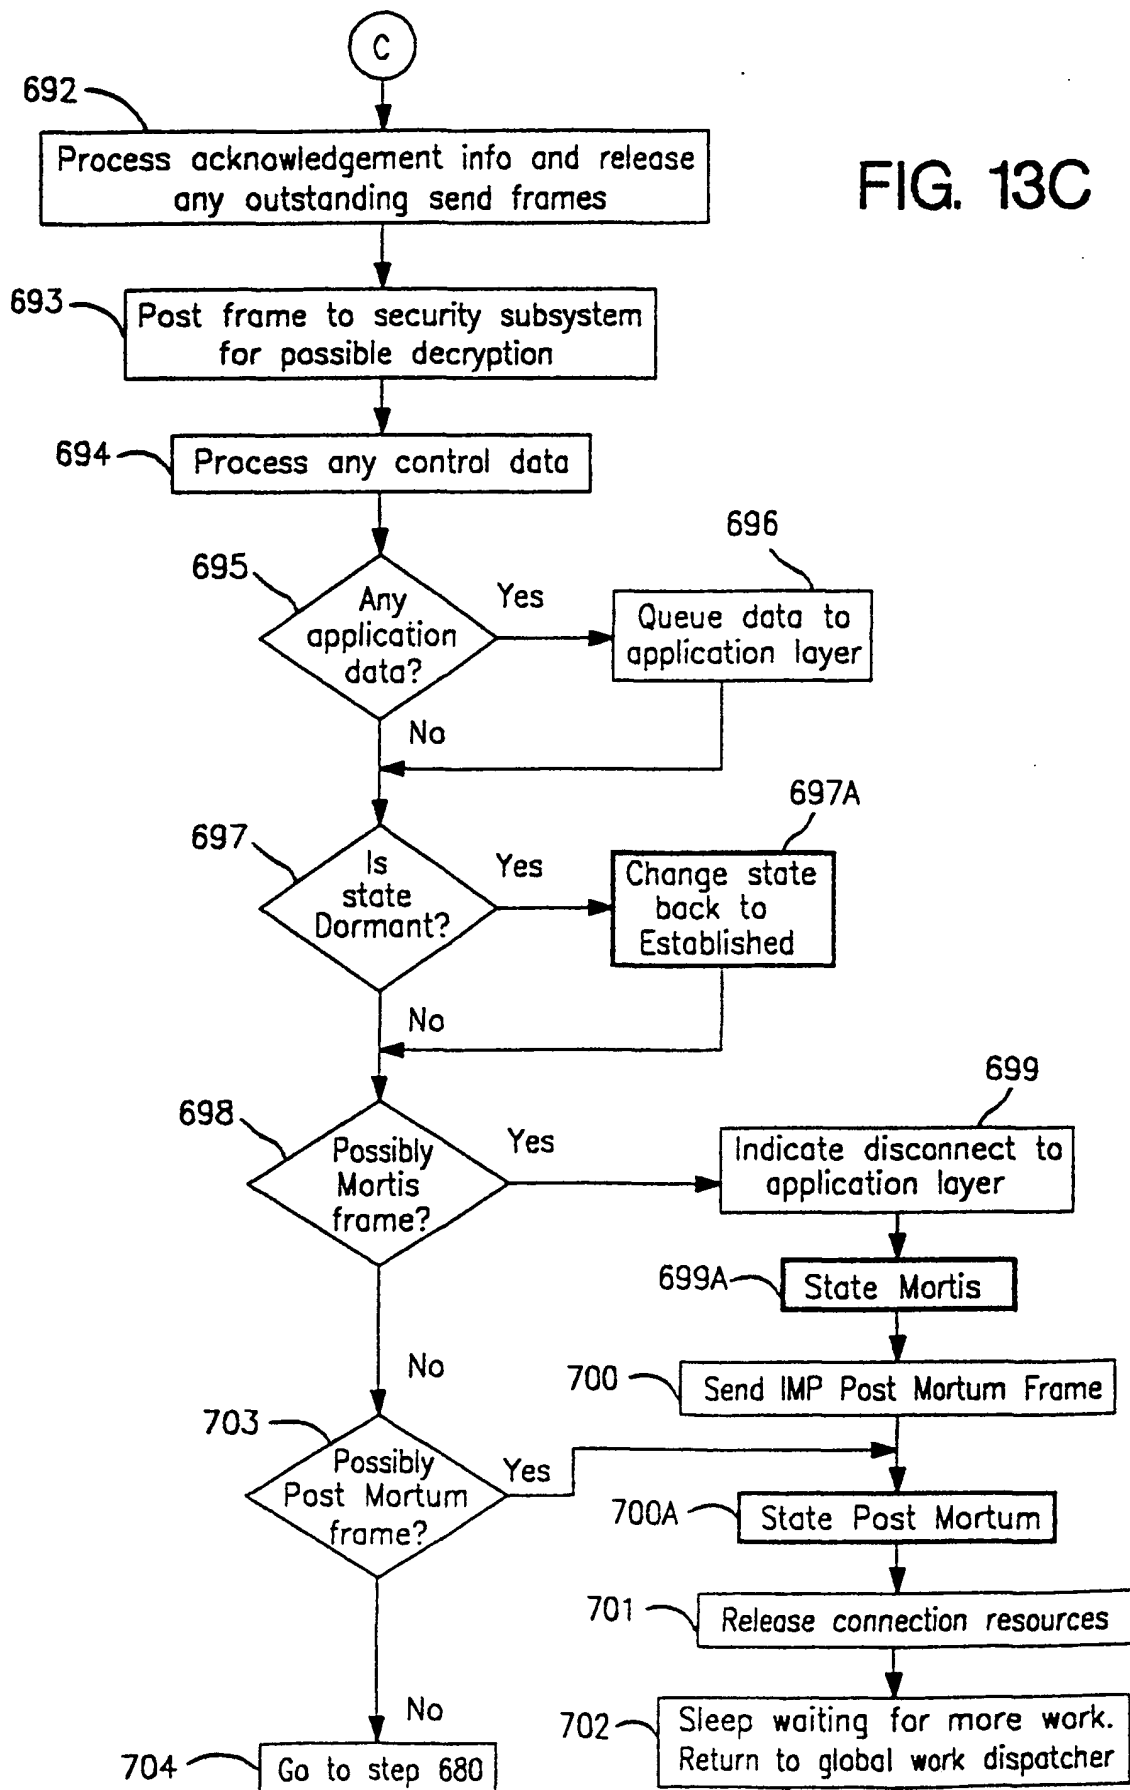 C
692
Process acknowledgement info and release
any outstanding send frames
FIG. 13C
693
Post frame to security subsystem
for possible decryption
694
Process any control data
695
Any
application
data?
Yes
696
Queue data to
application layer
No
697
Is
state
Dormant?
Yes
697A
Change state
back to
Established
No
698
Possibly
Mortis
frame?
Yes
699
Indicate disconnect to
application layer
699A
State Mortis
700
Send IMP Post Mortum Frame
No
703
Possibly
Post Mortum
frame?
Yes
700A
State Post Mortum
701
Release connection resources
702
Sleep waiting for more work.
Return to global work dispatcher
No
704
Go to step 680